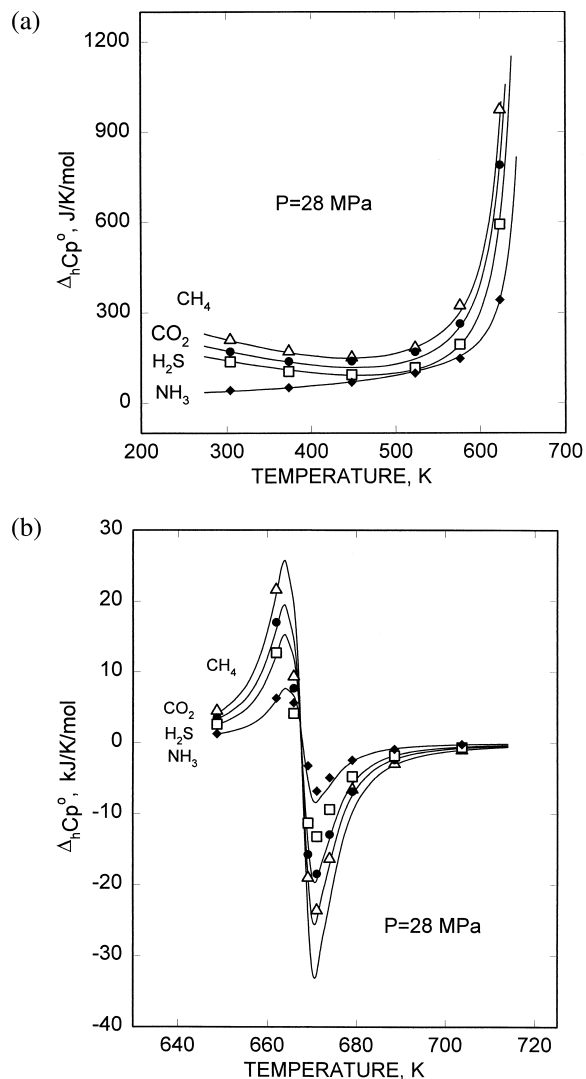 (a)
1200
900
600
300
0
ΔhCp°, J/K/mol
P=28 MPa
CH4
CO2
H2S
NH3
200 300 400 500 600 700
TEMPERATURE, K
(b)
30
20
10
0
-10
-20
-30
-40
ΔhCp°, kJ/K/mol
CH4
CO2
H2S
NH3
P=28 MPa
640 660 680 700 720
TEMPERATURE, K